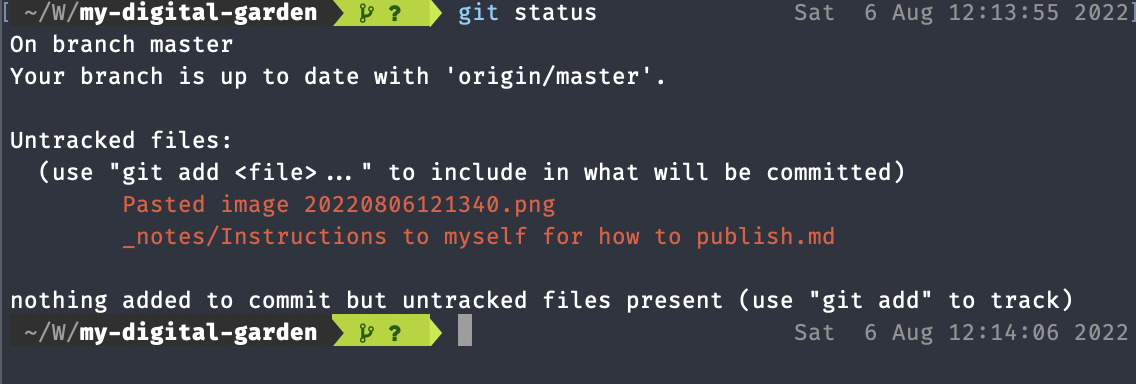 ~/W/my-digital-garden ? git status Sat 6 Aug 12:13:55 2022
On branch master
Your branch is up to date with 'origin/master'.
Untracked files:
(use "git add <file>..." to include in what will be committed)
Pasted image 20220806121340.png
_notes/Instructions to myself for how to publish.md
nothing added to commit but untracked files present (use "git add" to track)
~/W/my-digital-garden ? Sat 6 Aug 12:14:06 2022